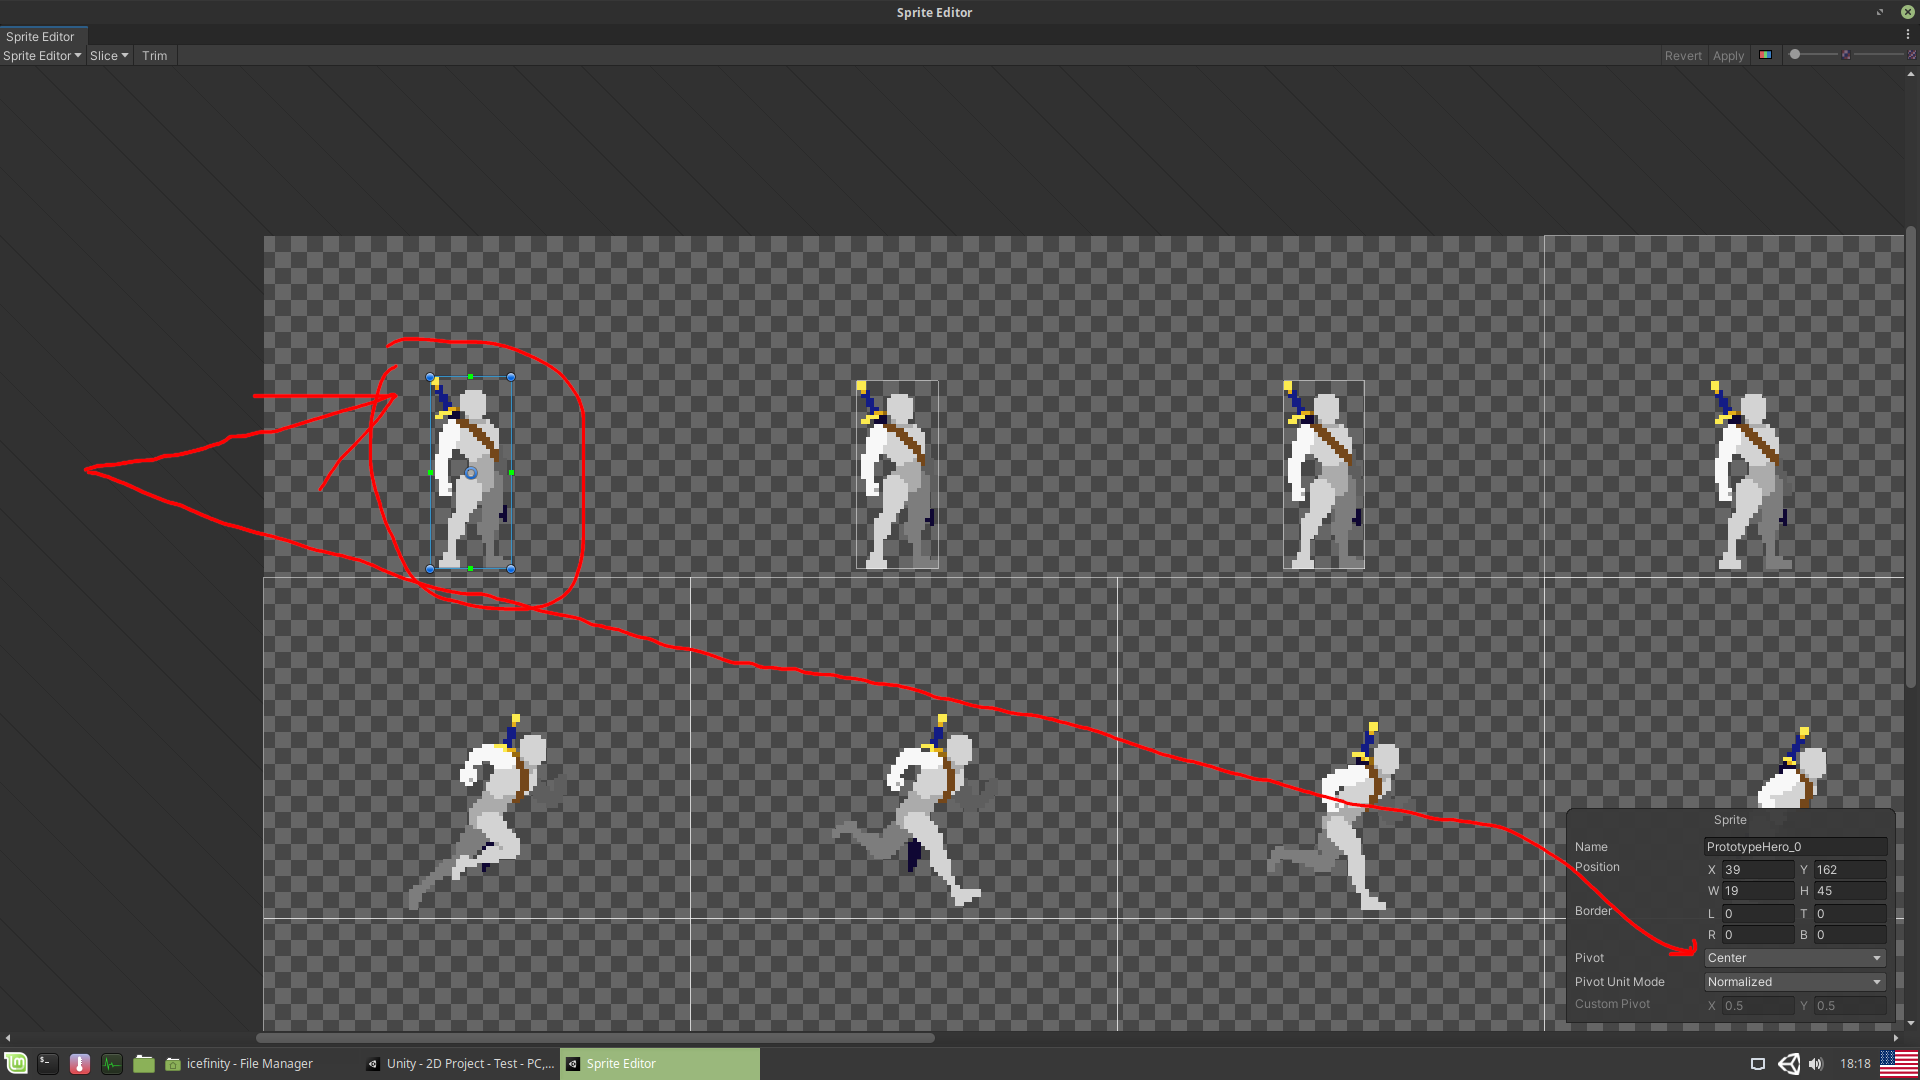 Sprite Editor
Sprite Editor
Sprite Editor Slice Trim Revert Apply
Sprite
Name PrototypeHero_0
Position X 39 Y 162
W 19 H 45
Border L 0 T 0
R 0 B 0
Pivot Center
Pivot Unit Mode Normalized
Custom Pivot X 0.5 Y 0.5
icefinity - File Manager Unity - 2D Project - Test - PC,... Sprite Editor 18:18